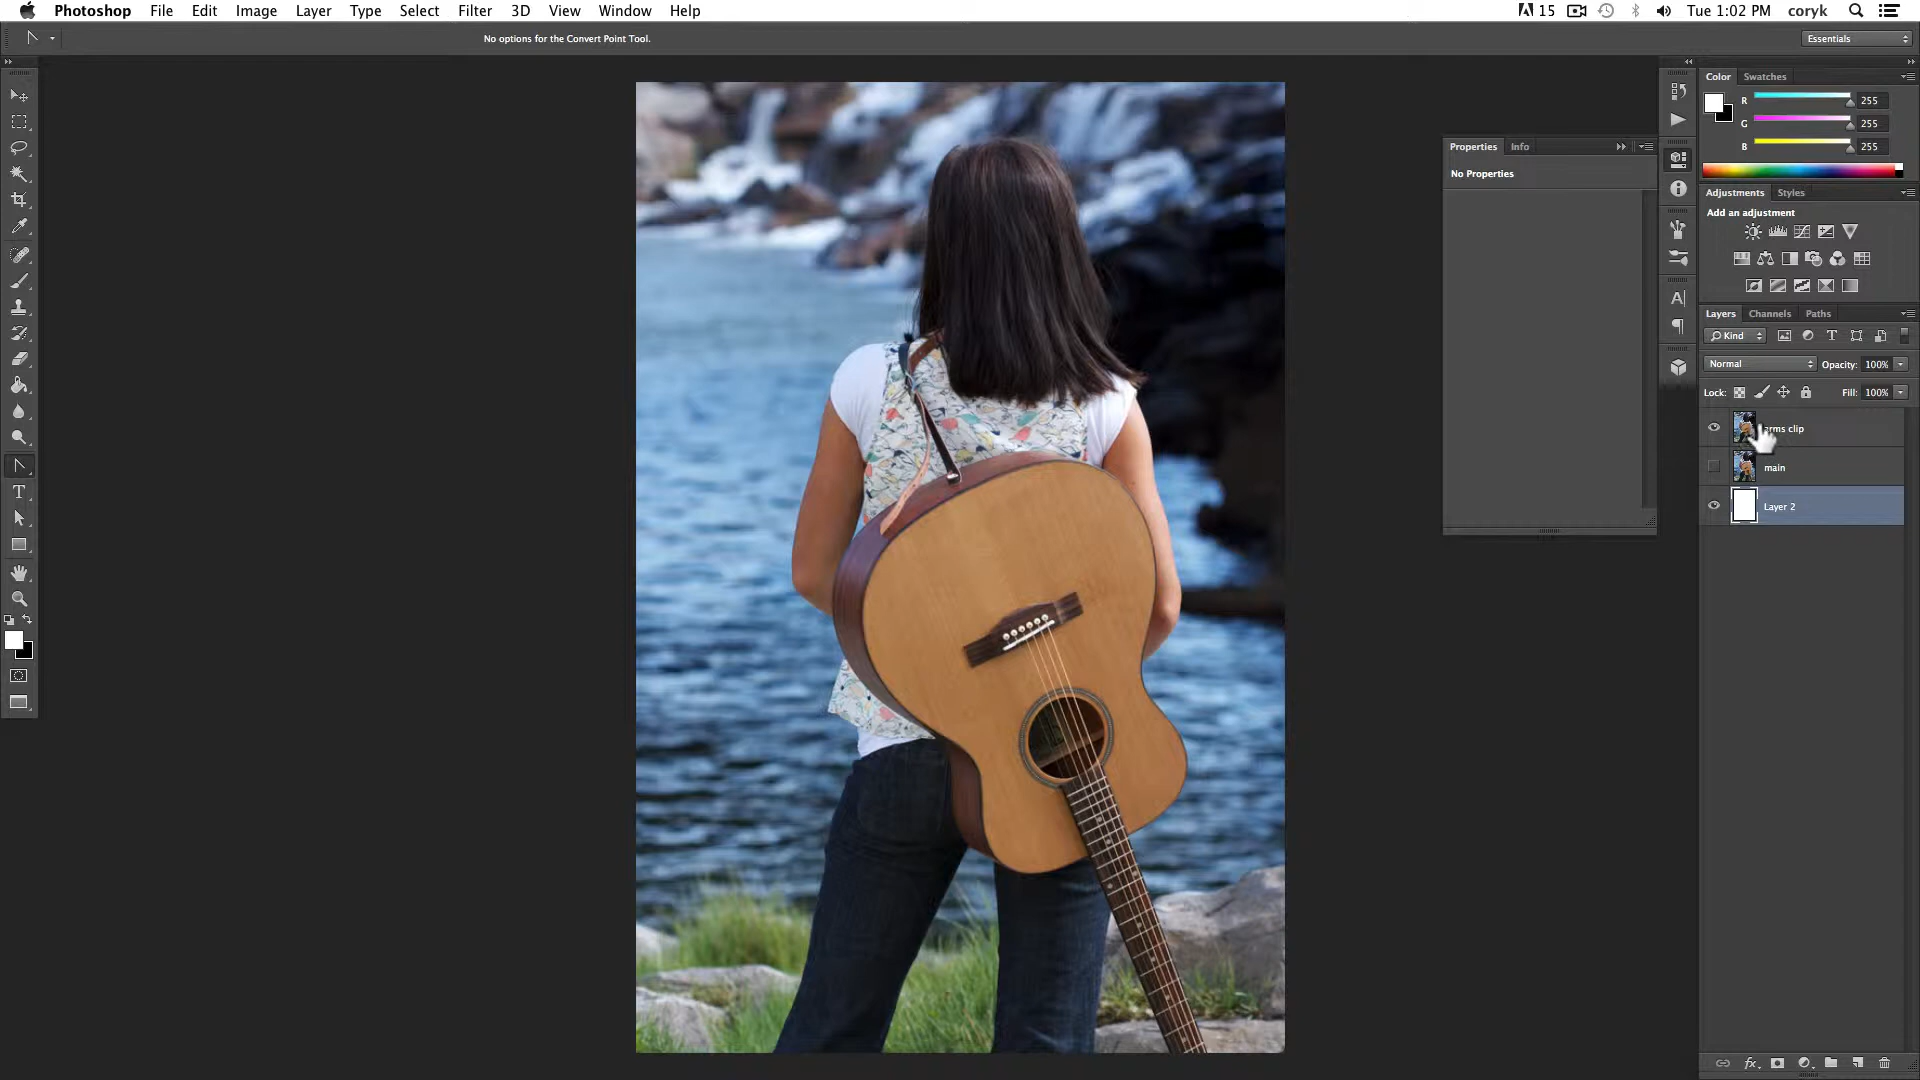 Photoshop File Edit Image Layer Type Select Filter 3D View Window Help 15 Tue 1:02 PM coryk
No options for the Convert Point Tool. Essentials
Color Swatches
R 255
G 255
B 255
Properties Info
No Properties
Adjustments Styles
Add an adjustment
Layers Channels Paths
Kind
Normal Opacity: 100%
Lock: Fill: 100%
arms clip
main
Layer 2